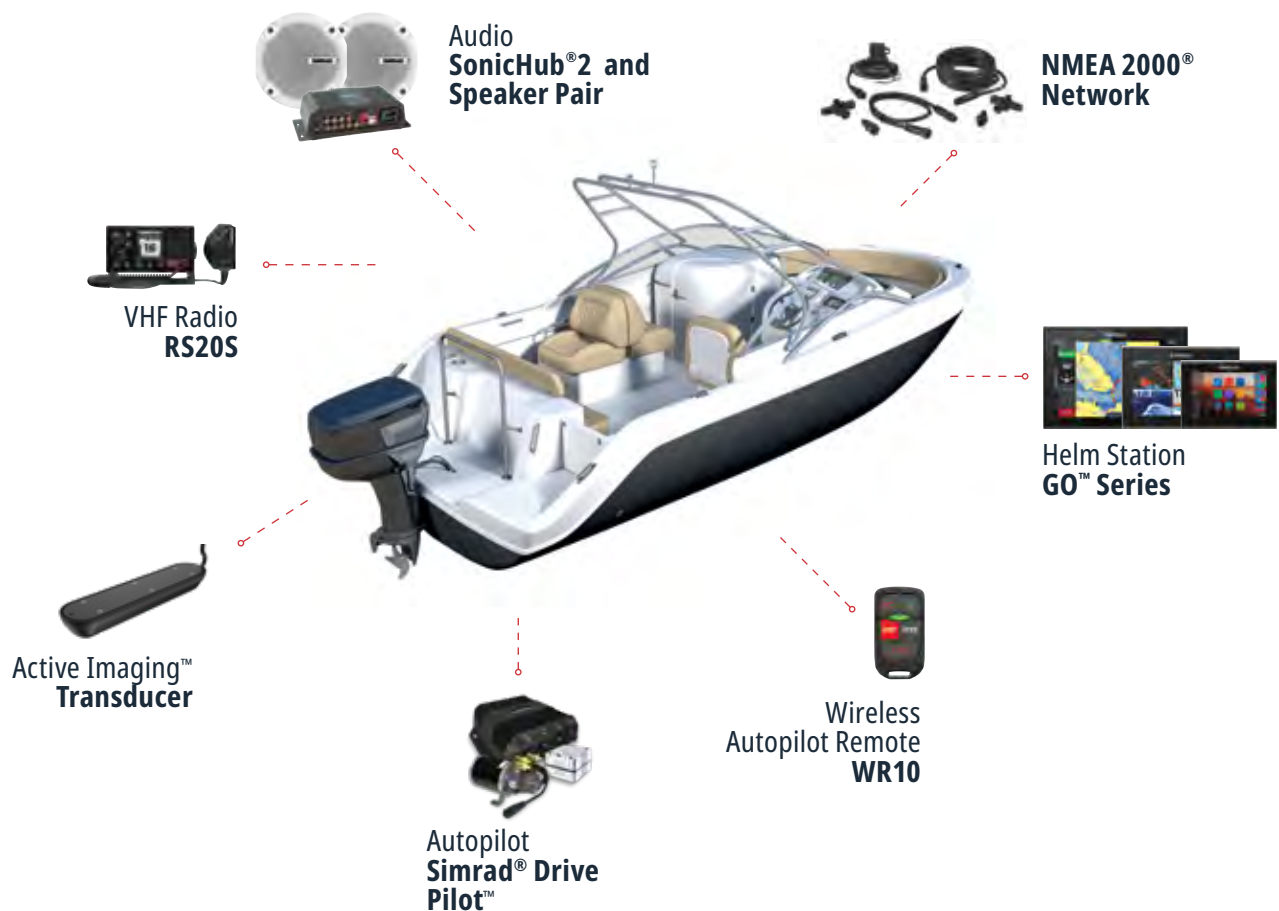 Audio
SonicHub®2 and
Speaker Pair
NMEA 2000®
Network
16
VHF Radio
RS20S
Helm Station
GO™ Series
Active Imaging™
Transducer
Wireless
Autopilot Remote
WR10
Autopilot
Simrad® Drive
Pilot™